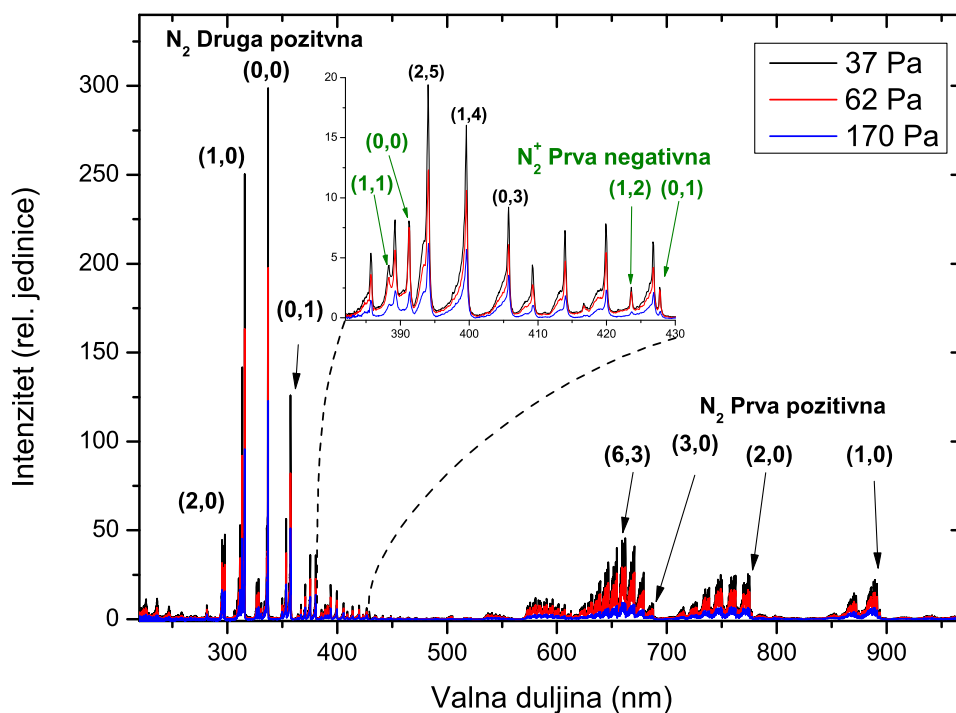 N₂ Druga pozitvna
(0,0)
(1,0)
(0,1)
(2,0)
37 Pa
62 Pa
170 Pa
(2,5)
(1,4)
(0,0)
(1,1)
(0,3)
N₂⁺ Prva negativna
(1,2) (0,1)
20
15
10
5
0
390 400 410 420 430
N₂ Prva pozitivna
(6,3) (3,0) (2,0) (1,0)
Intenzitet (rel. jedinice)
300
250
200
150
100
50
0
300 400 500 600 700 800 900
Valna duljina (nm)